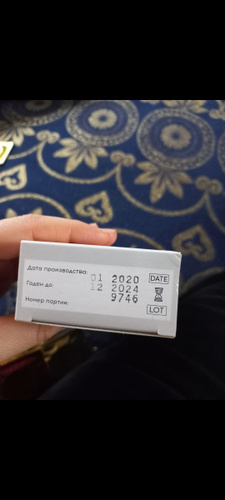 Дата производства: 01 2020 DATE
Годен до: 12 2024
Номер партии: 9746 LOT